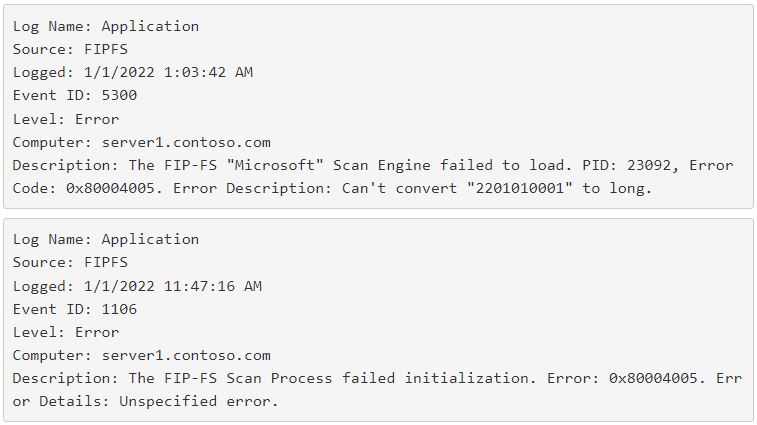 Log Name: Application
Source: FIPFS
Logged: 1/1/2022 1:03:42 AM
Event ID: 5300
Level: Error
Computer: server1.contoso.com
Description: The FIP-FS "Microsoft" Scan Engine failed to load. PID: 23092, Error
Code: 0x80004005. Error Description: Can't convert "2201010001" to long.
Log Name: Application
Source: FIPFS
Logged: 1/1/2022 11:47:16 AM
Event ID: 1106
Level: Error
Computer: server1.contoso.com
Description: The FIP-FS Scan Process failed initialization. Error: 0x80004005. Err
or Details: Unspecified error.